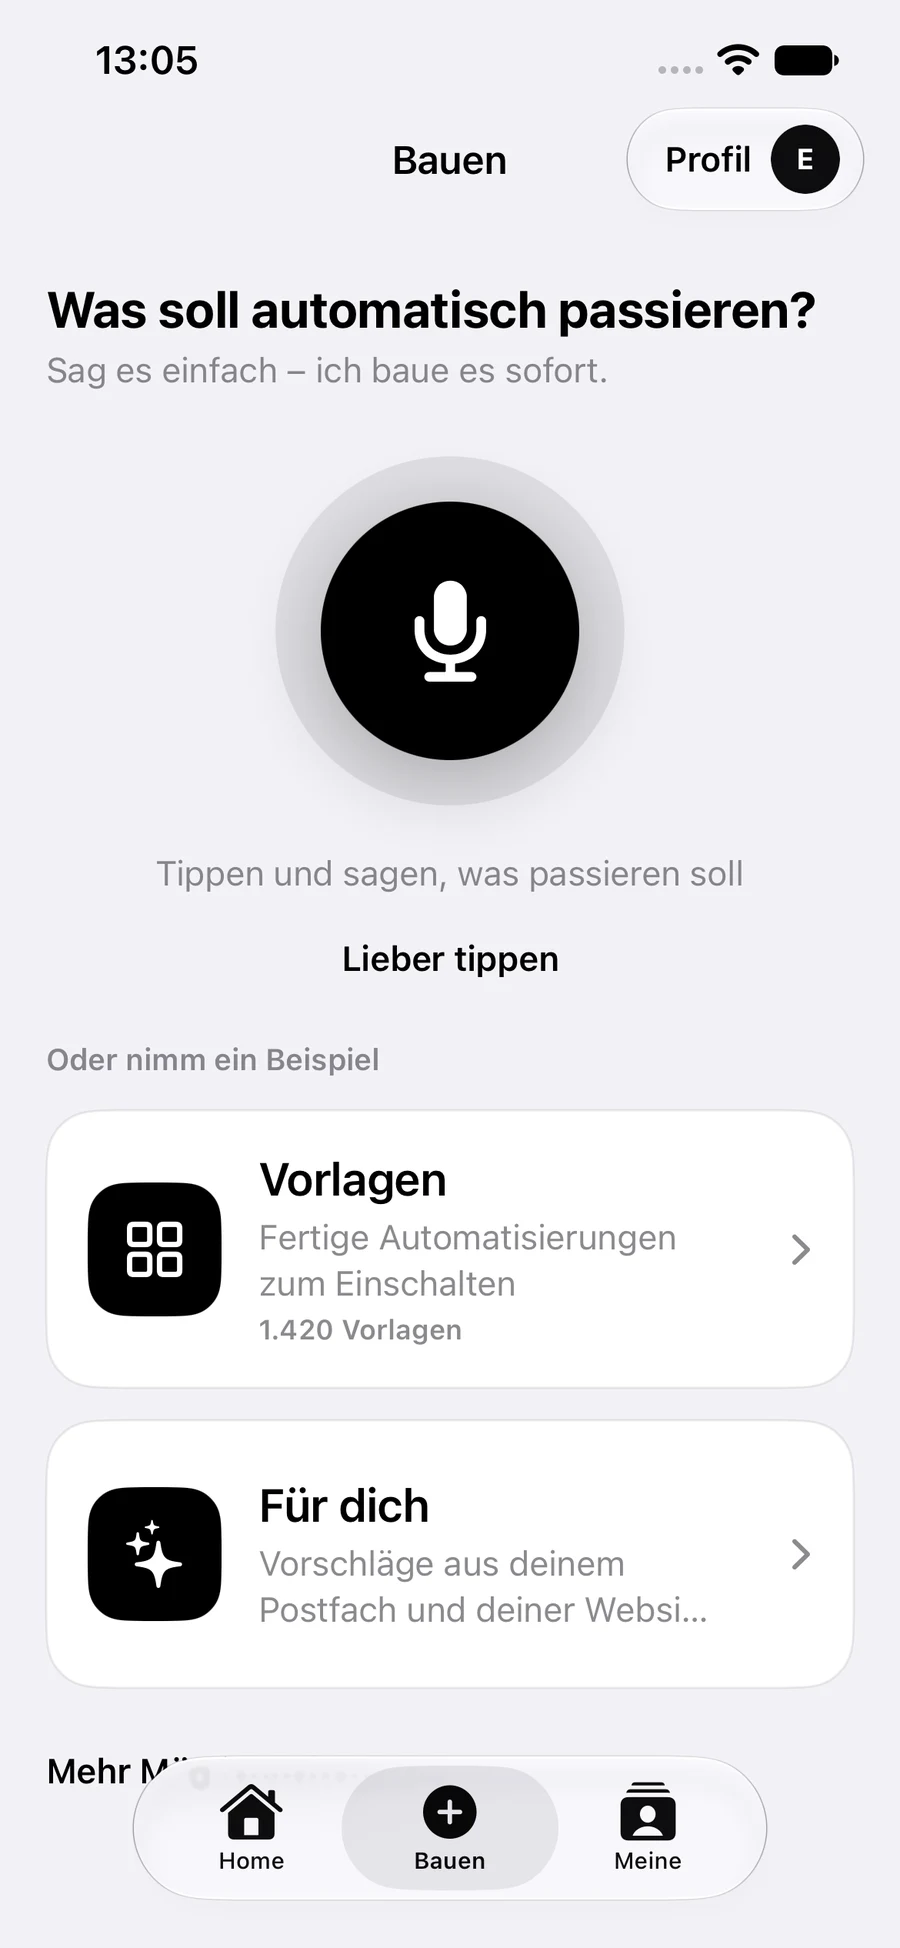 13:05
Bauen
Profil
E
Was soll automatisch passieren?
Sag es einfach – ich baue es sofort.
Tippen und sagen, was passieren soll
Lieber tippen
Oder nimm ein Beispiel
Vorlagen
Fertige Automatisierungen
zum Einschalten
1.420 Vorlagen
Für dich
Vorschläge aus deinem
Postfach und deiner Websi...
Mehr
Home
Bauen
Meine